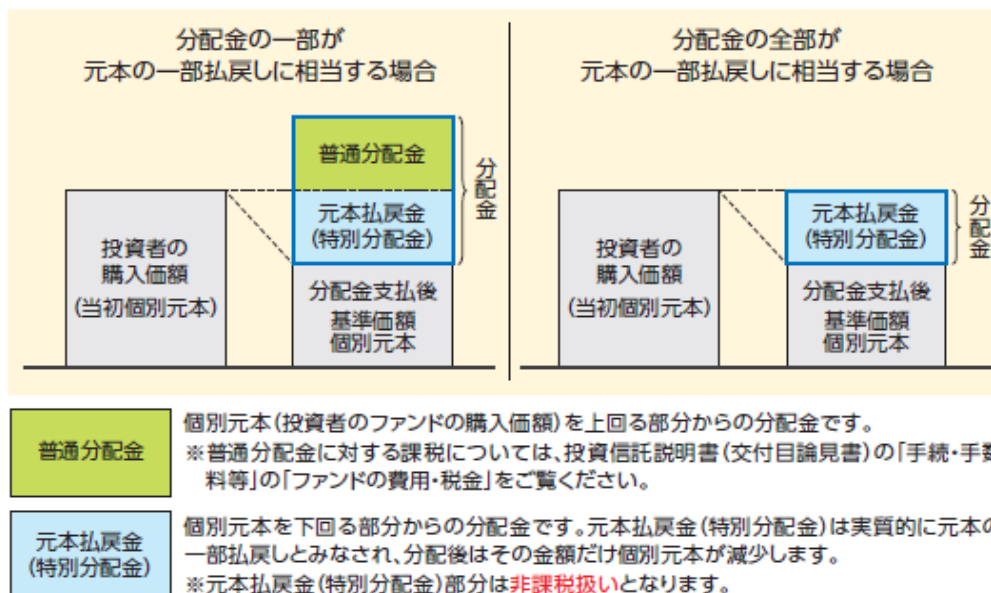 分配金の一部が
元本の一部払戻しに相当する場合
普通分配金
元本払戻金
(特別分配金)
分配金
投資者の
購入価額
(当初個別元本)
分配金支払後
基準価額
個別元本
分配金の全部が
元本の一部払戻しに相当する場合
元本払戻金
(特別分配金)
分配金
投資者の
購入価額
(当初個別元本)
分配金支払後
基準価額
個別元本
普通分配金
個別元本(投資者のファンドの購入価額)を上回る部分からの分配金です。
※普通分配金に対する課税については、投資信託説明書(交付目論見書)の「手続・手数
料等」の「ファンドの費用・税金」をご覧ください。
元本払戻金
(特別分配金)
個別元本を下回る部分からの分配金です。元本払戻金(特別分配金)は実質的に元本の
一部払戻しとみなされ、分配後はその金額だけ個別元本が減少します。
※元本払戻金(特別分配金)部分は非課税扱いとなります。